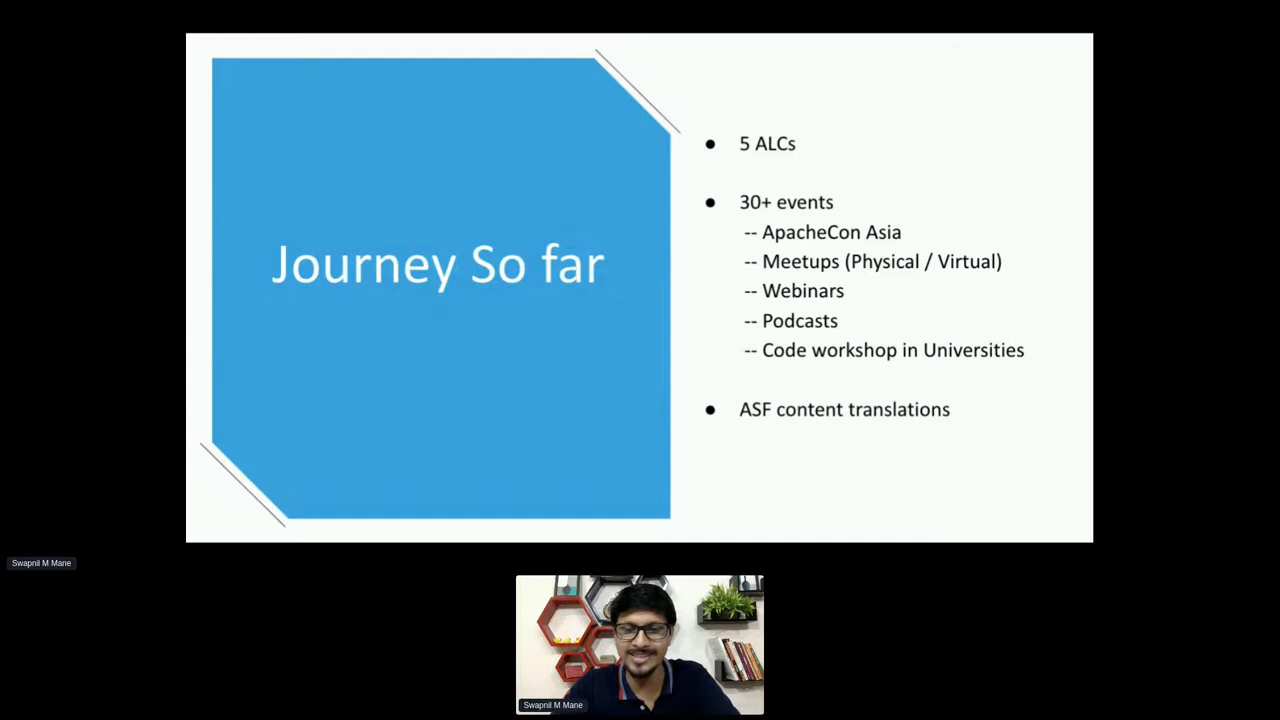 Journey So far
● 5 ALCs
● 30+ events
-- ApacheCon Asia
-- Meetups (Physical / Virtual)
-- Webinars
-- Podcasts
-- Code workshop in Universities
● ASF content translations
Swapnil M Mane
Swapnil M Mane